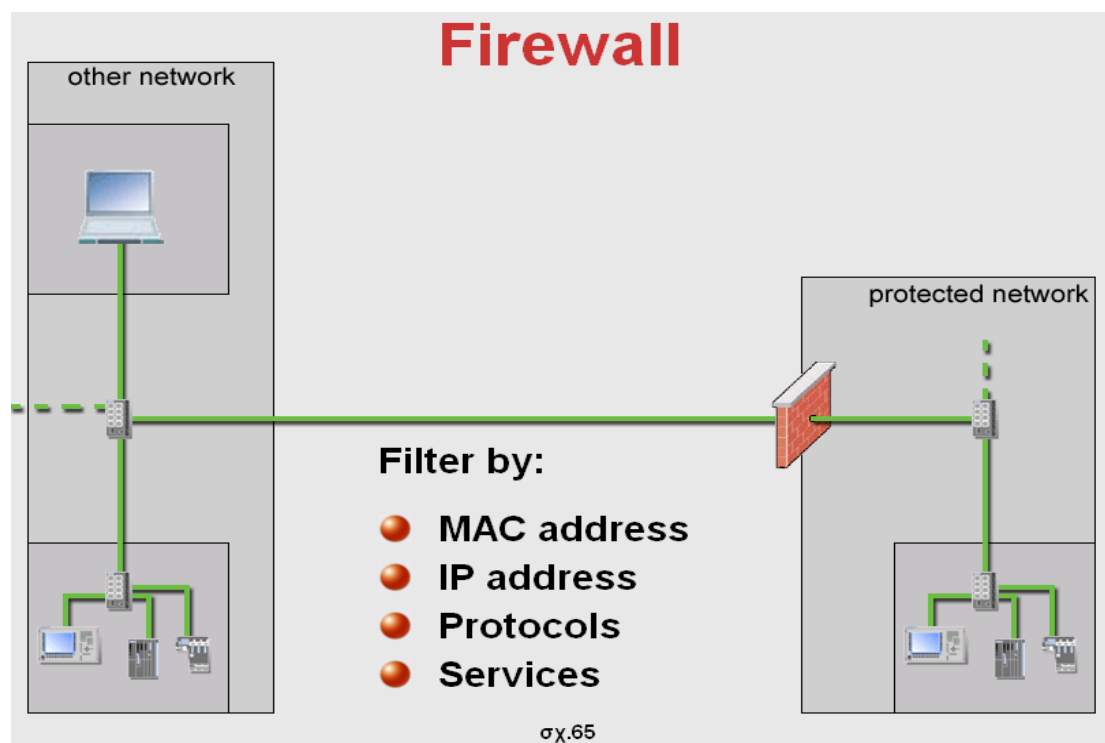 Firewall
other network
protected network
Filter by:
MAC address
IP address
Protocols
Services
σχ.65